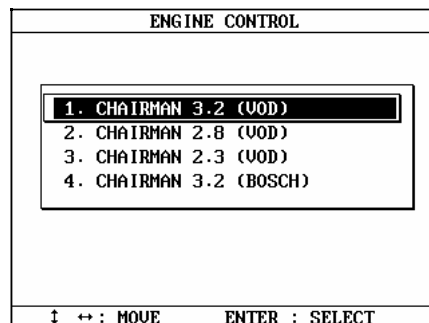 ENGINE CONTROL
1. CHAIRMAN 3.2 (VOD)
2. CHAIRMAN 2.8 (VOD)
3. CHAIRMAN 2.3 (VOD)
4. CHAIRMAN 3.2 (BOSCH)
↕ ↔ : MOVE ENTER : SELECT